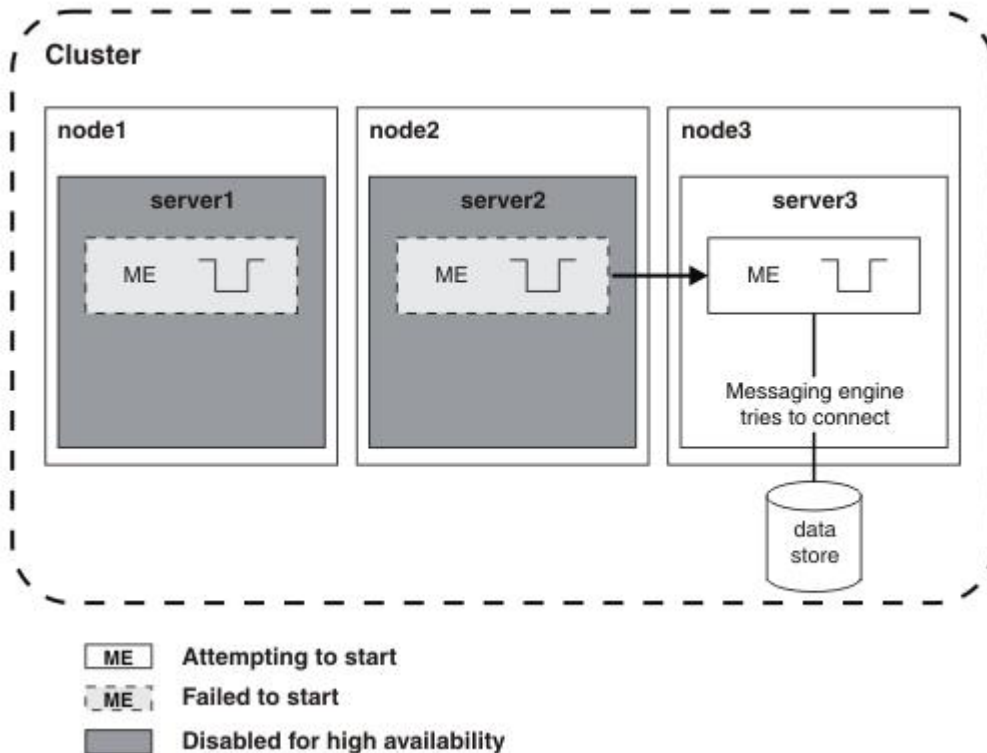 Cluster
node1
server1
ME
node2
server2
ME
node3
server3
ME
Messaging engine
tries to connect
data
store
ME Attempting to start
ME Failed to start
Disabled for high availability